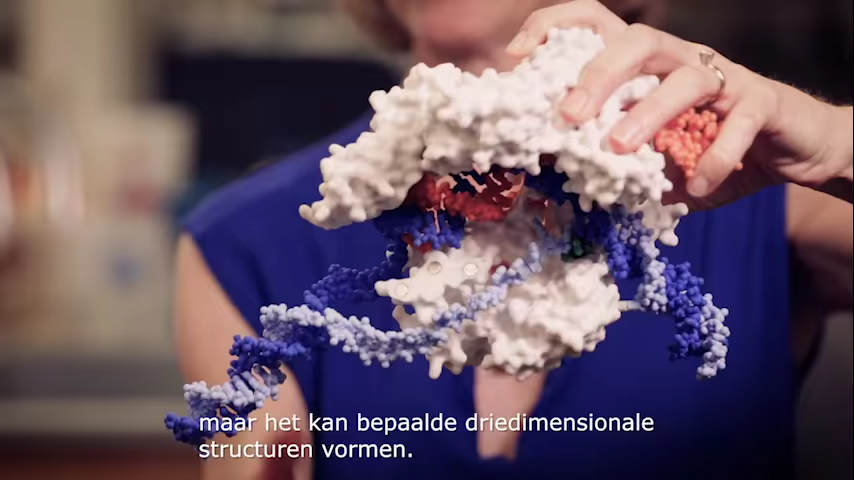 maar het kan bepaalde driedimensionale
structuren vormen.